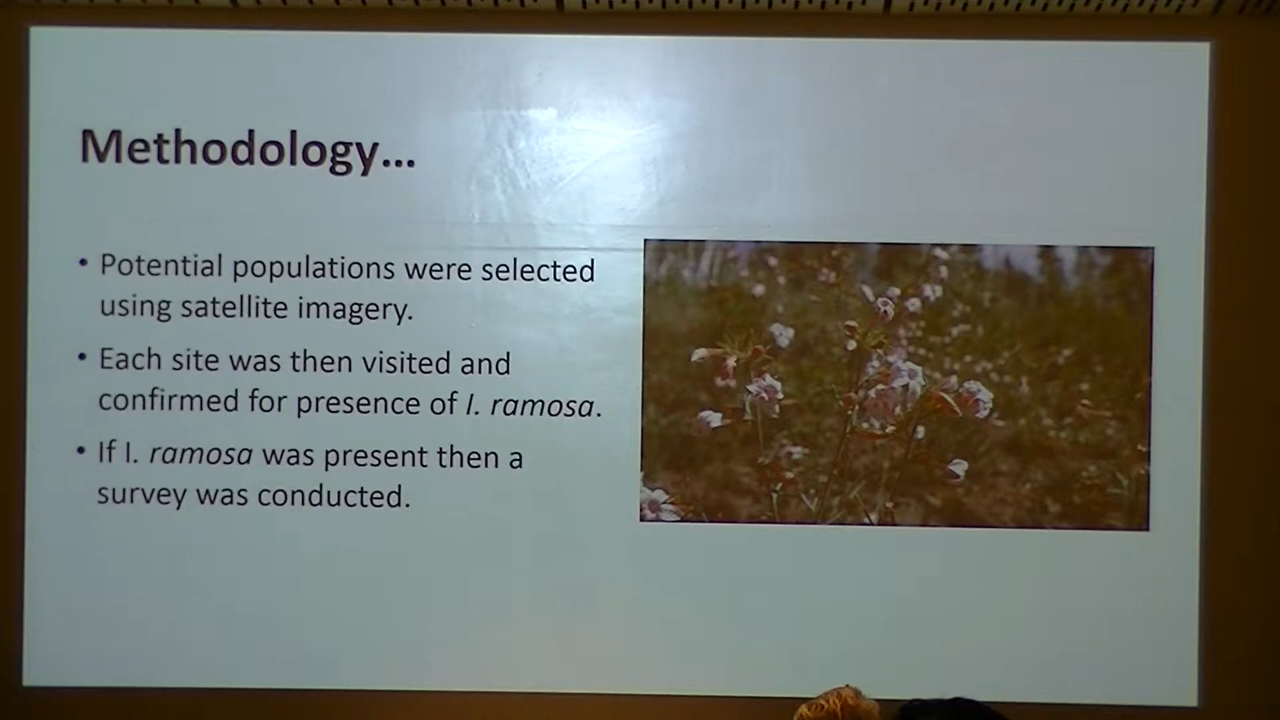 Methodology...
• Potential populations were selected
using satellite imagery.
• Each site was then visited and
confirmed for presence of I. ramosa.
• If I. ramosa was present then a
survey was conducted.